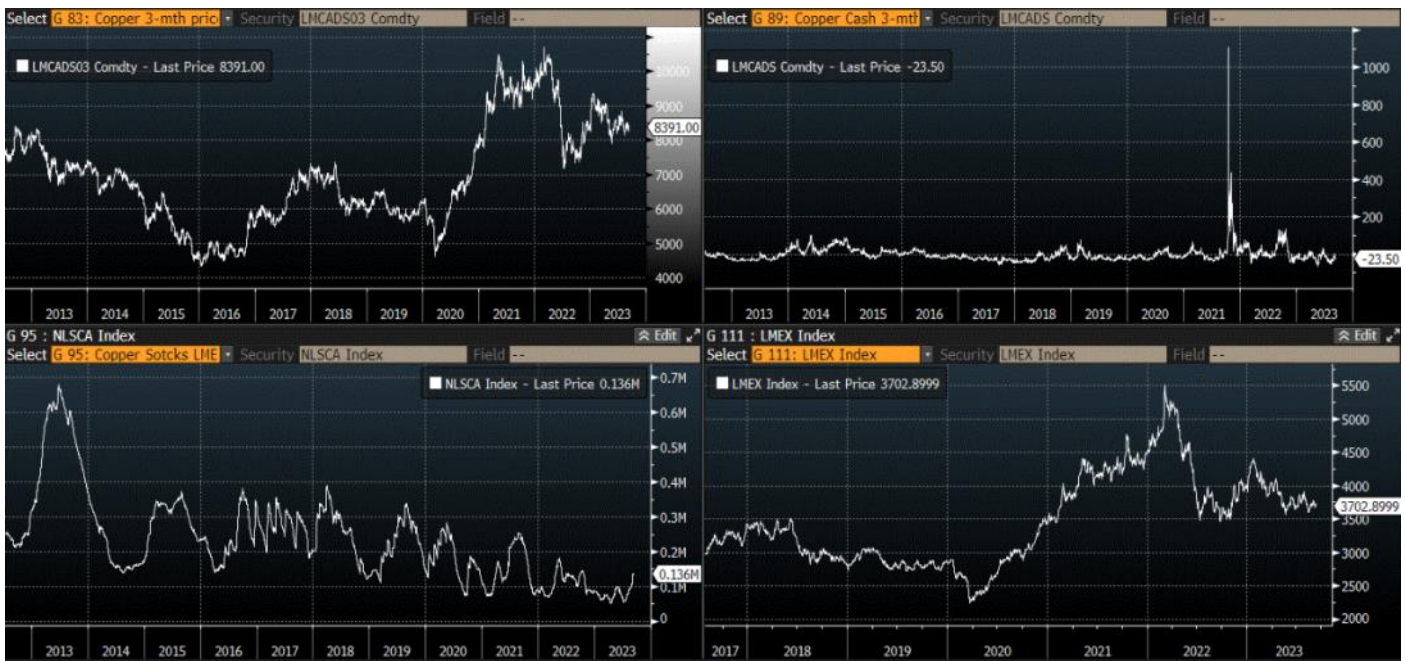 Select G 83: Copper 3-mth pric Security LMCADS03 Comdty Field --
LMCADS03 Comdty - Last Price 8391.00
10000
9000
8391.00
8000
7000
6000
5000
4000
2013 2014 2015 2016 2017 2018 2019 2020 2021 2022 2023
Select G 89: Copper Cash 3-mth Security LMCADS Comdty Field --
LMCADS Comdty - Last Price -23.50
1000
800
600
400
200
-23.50
2013 2014 2015 2016 2017 2018 2019 2020 2021 2022 2023
G 95 : NLSCA Index Edit
Select G 95: Copper Sotcks LME Security NLSCA Index Field --
NLSCA Index - Last Price 0.136M
0.7M
0.6M
0.5M
0.4M
0.3M
0.2M
0.136M
0.1M
0
2013 2014 2015 2016 2017 2018 2019 2020 2021 2022 2023
G 111 : LMEX Index Edit
Select G 111: LMEX Index Security LMEX Index Field --
LMEX Index - Last Price 3702.8999
5500
5000
4500
4000
3702.8999
3500
3000
2500
2000
2017 2018 2019 2020 2021 2022 2023